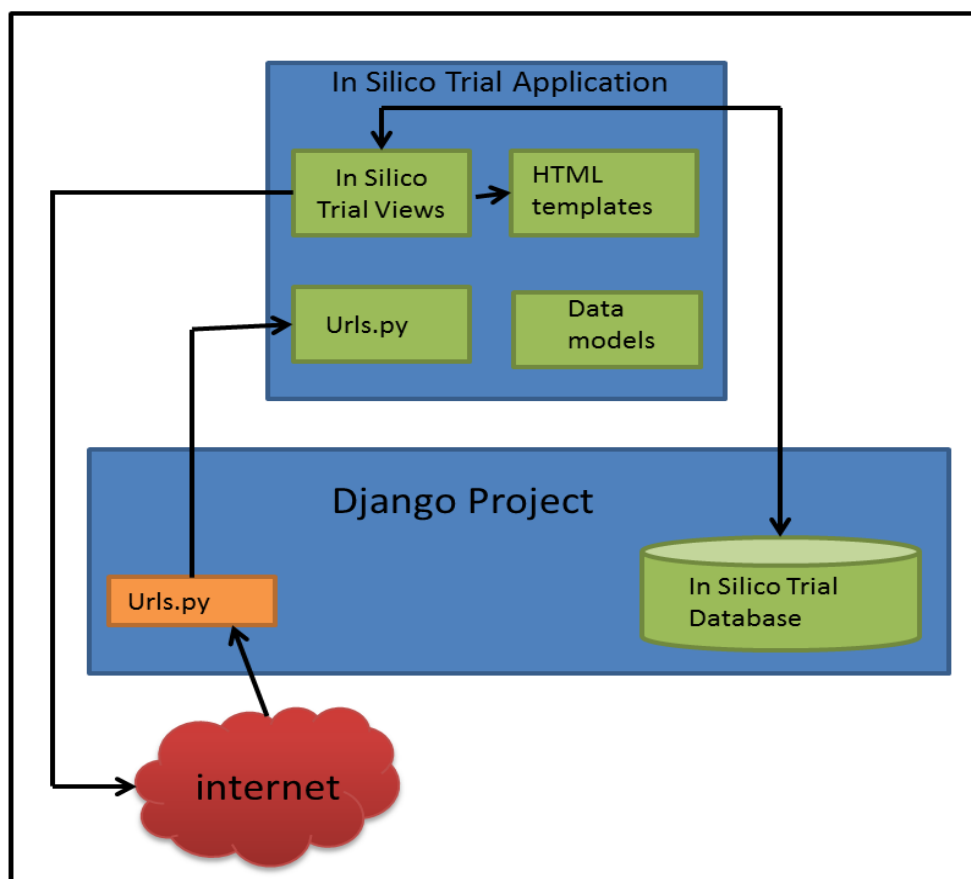 In Silico Trial Application
In Silico
Trial Views
HTML
templates
Urls.py
Data
models
Django Project
Urls.py
In Silico Trial
Database
internet